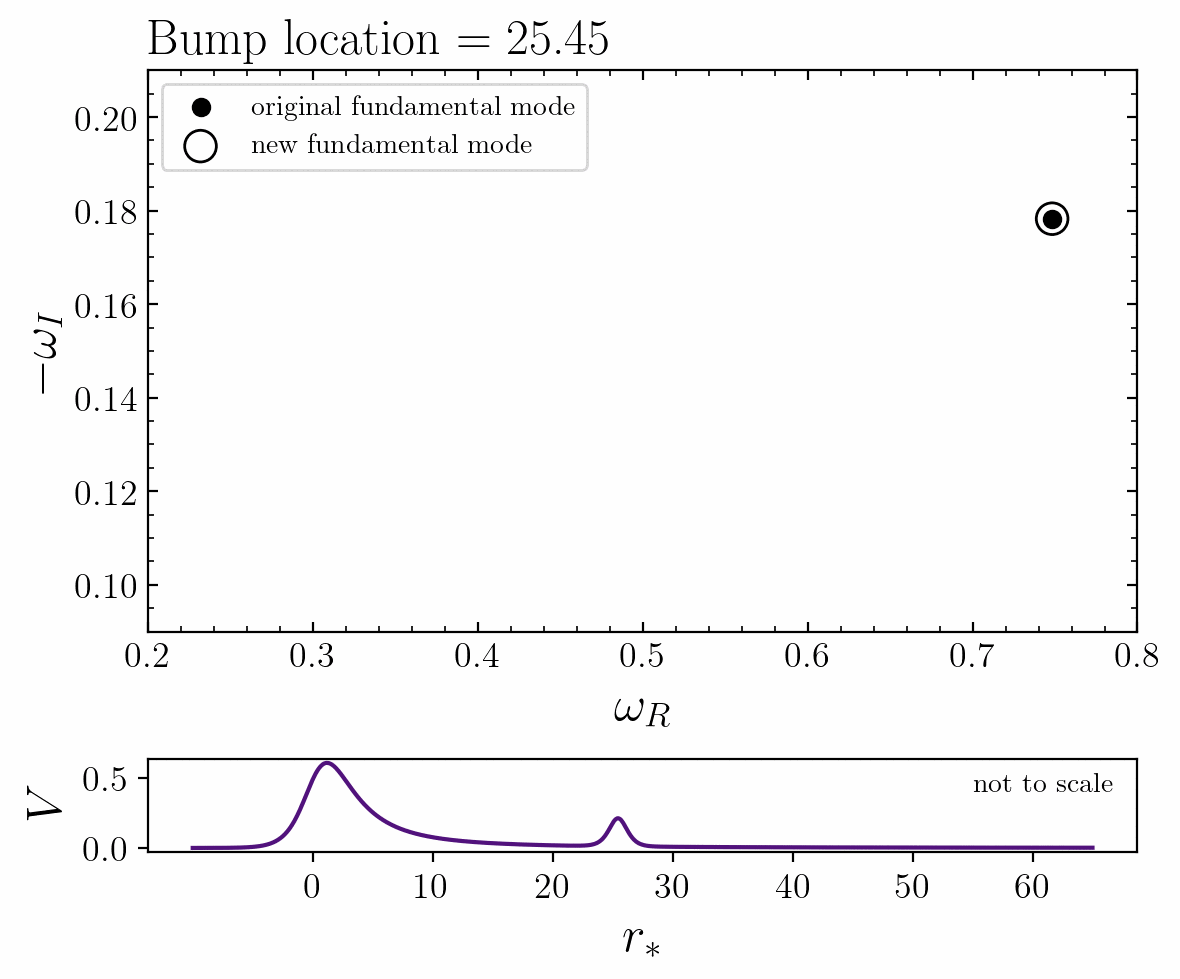 Bump location = 25.45
original fundamental mode
new fundamental mode
0.20
0.18
0.16
0.14
0.12
0.10
−ω_I
0.2 0.3 0.4 0.5 0.6 0.7 0.8
ω_R
not to scale
0.5
0.0
V
0 10 20 30 40 50 60
r_*